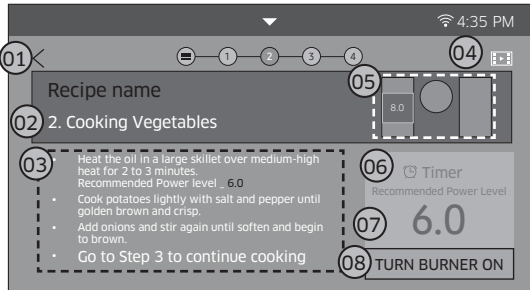 4:35 PM
01
1
2
3
4
04
Recipe name
05
8.0
02
2. Cooking Vegetables
03
• Heat the oil in a large skillet over medium-high
heat for 2 to 3 minutes.
Recommended Power level _ 6.0
• Cook potatoes lightly with salt and pepper until
golden brown and crisp.
• Add onions and stir again until soften and begin
to brown.
• Go to Step 3 to continue cooking
06
Timer
Recommended Power Level
07
6.0
08
TURN BURNER ON